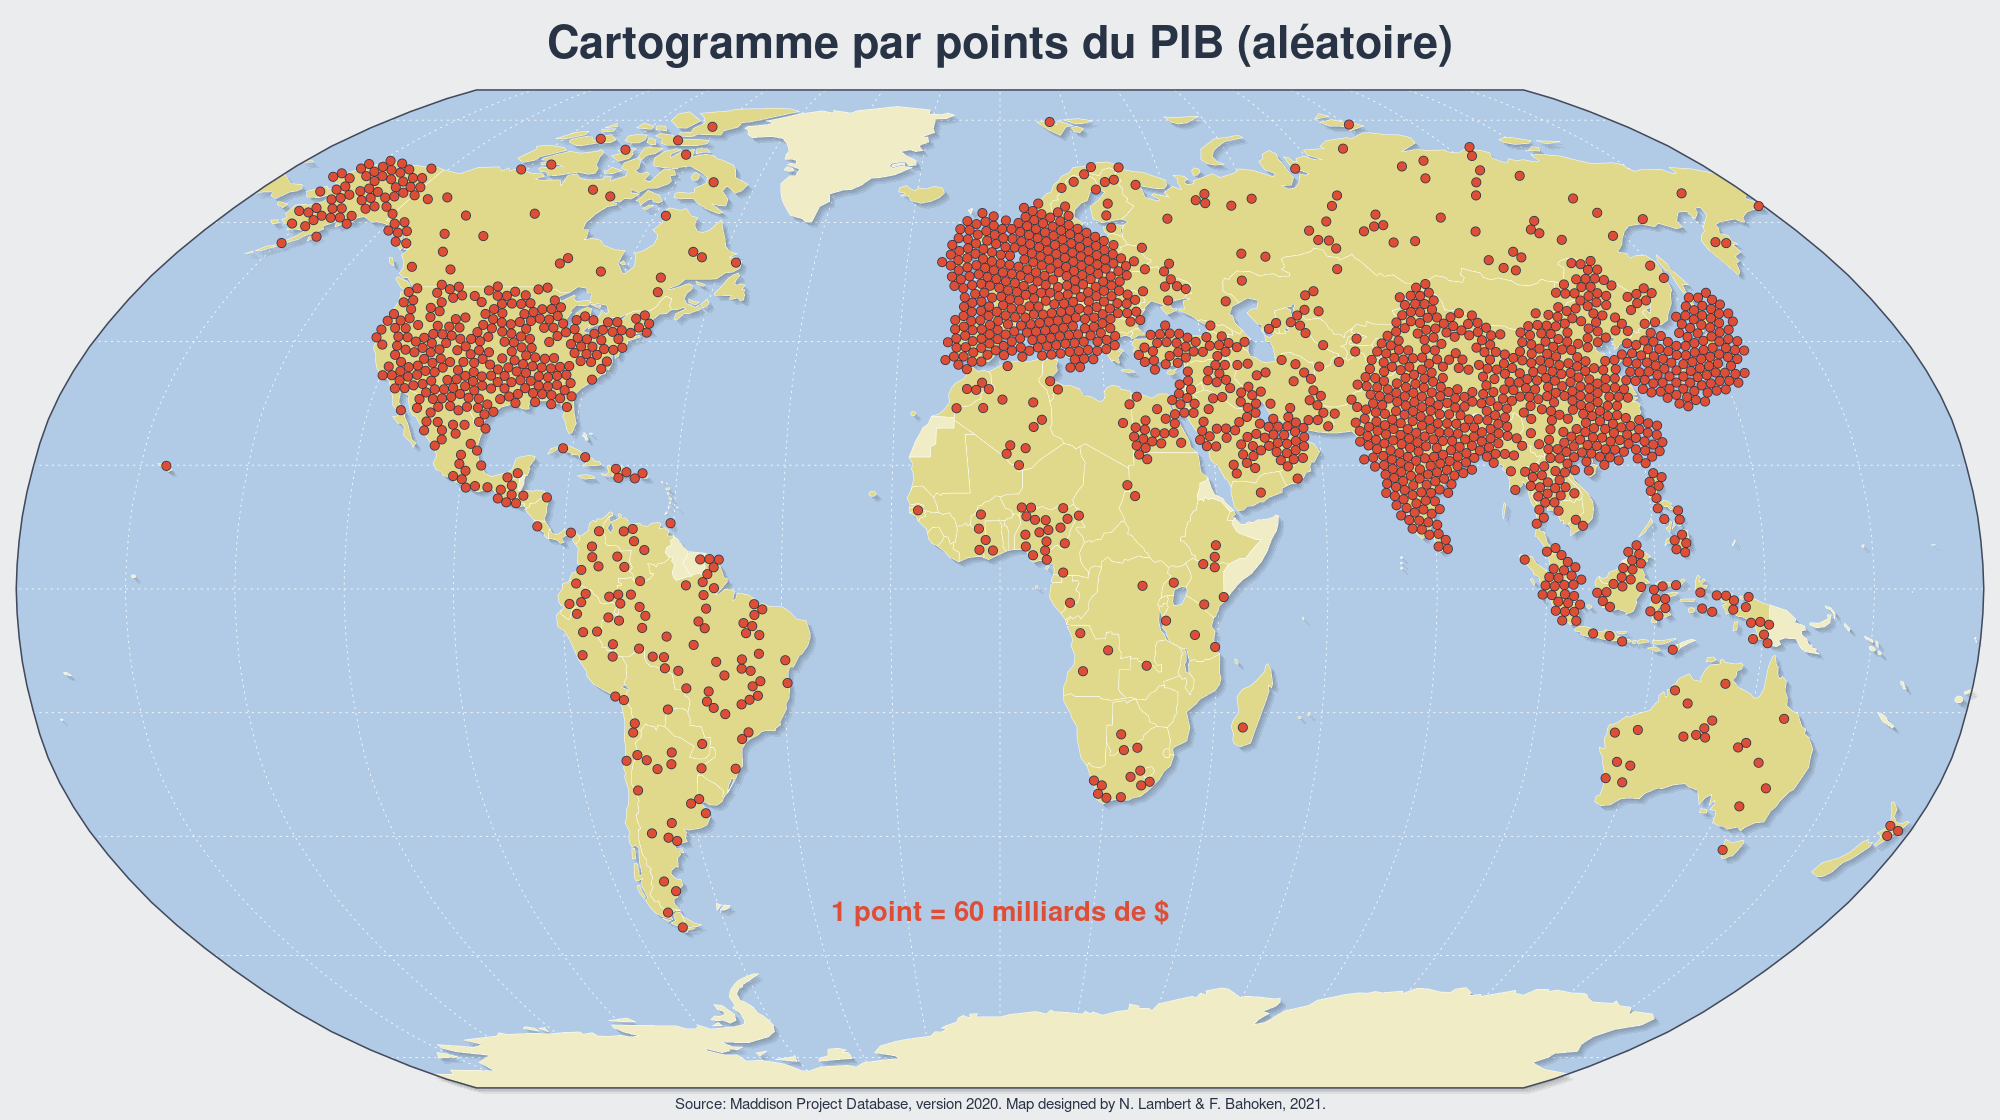 Cartogramme par points du PIB (aléatoire)
1 point = 60 milliards de $
Source: Maddison Project Database, version 2020. Map designed by N. Lambert & F. Bahoken, 2021.